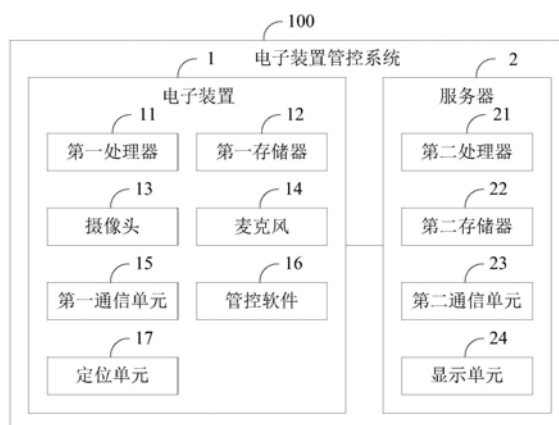 100
电子装置管控系统
1
电子装置
11
第一处理器
12
第一存储器
13
摄像头
14
麦克风
15
第一通信单元
16
管控软件
17
定位单元
2
服务器
21
第二处理器
22
第二存储器
23
第二通信单元
24
显示单元